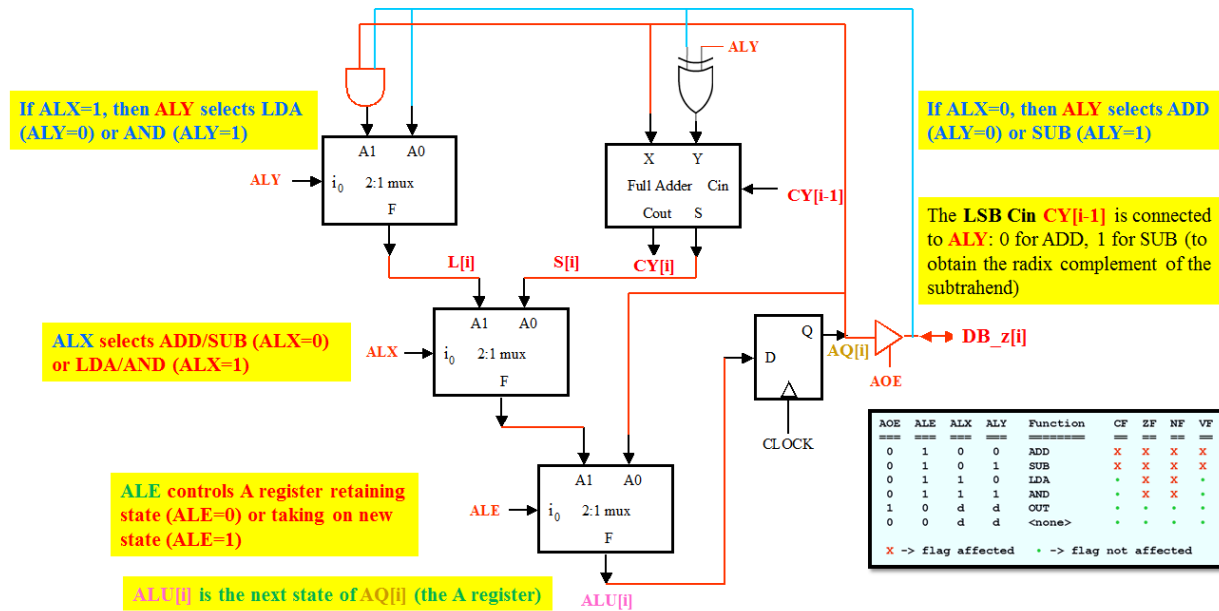 ALY
If ALX=1, then ALY selects LDA
(ALY=0) or AND (ALY=1)
If ALX=0, then ALY selects ADD
(ALY=0) or SUB (ALY=1)
A1 A0
i0 2:1 mux
F
ALY
X Y
Full Adder Cin
Cout S
CY[i-1]
The LSB Cin CY[i-1] is connected
to ALY: 0 for ADD, 1 for SUB (to
obtain the radix complement of the
subtrahend)
L[i]
S[i]
CY[i]
ALX selects ADD/SUB (ALX=0)
or LDA/AND (ALX=1)
ALX
A1 A0
i0 2:1 mux
F
Q
D
CLOCK
AQ[i]
DB_z[i]
AOE
ALE controls A register retaining
state (ALE=0) or taking on new
state (ALE=1)
ALE
A1 A0
i0 2:1 mux
F
ALU[i] is the next state of AQ[i] (the A register)
ALU[i]
AOE ALE ALX ALY Function CF ZF NF VF
=== === === === ======== == == == ==
0 1 0 0 ADD X X X X
0 1 0 1 SUB X X X X
0 1 1 0 LDA • X X •
0 1 1 1 AND • X X •
1 0 d d OUT • • • •
0 0 d d <none> • • • •
X -> flag affected • -> flag not affected